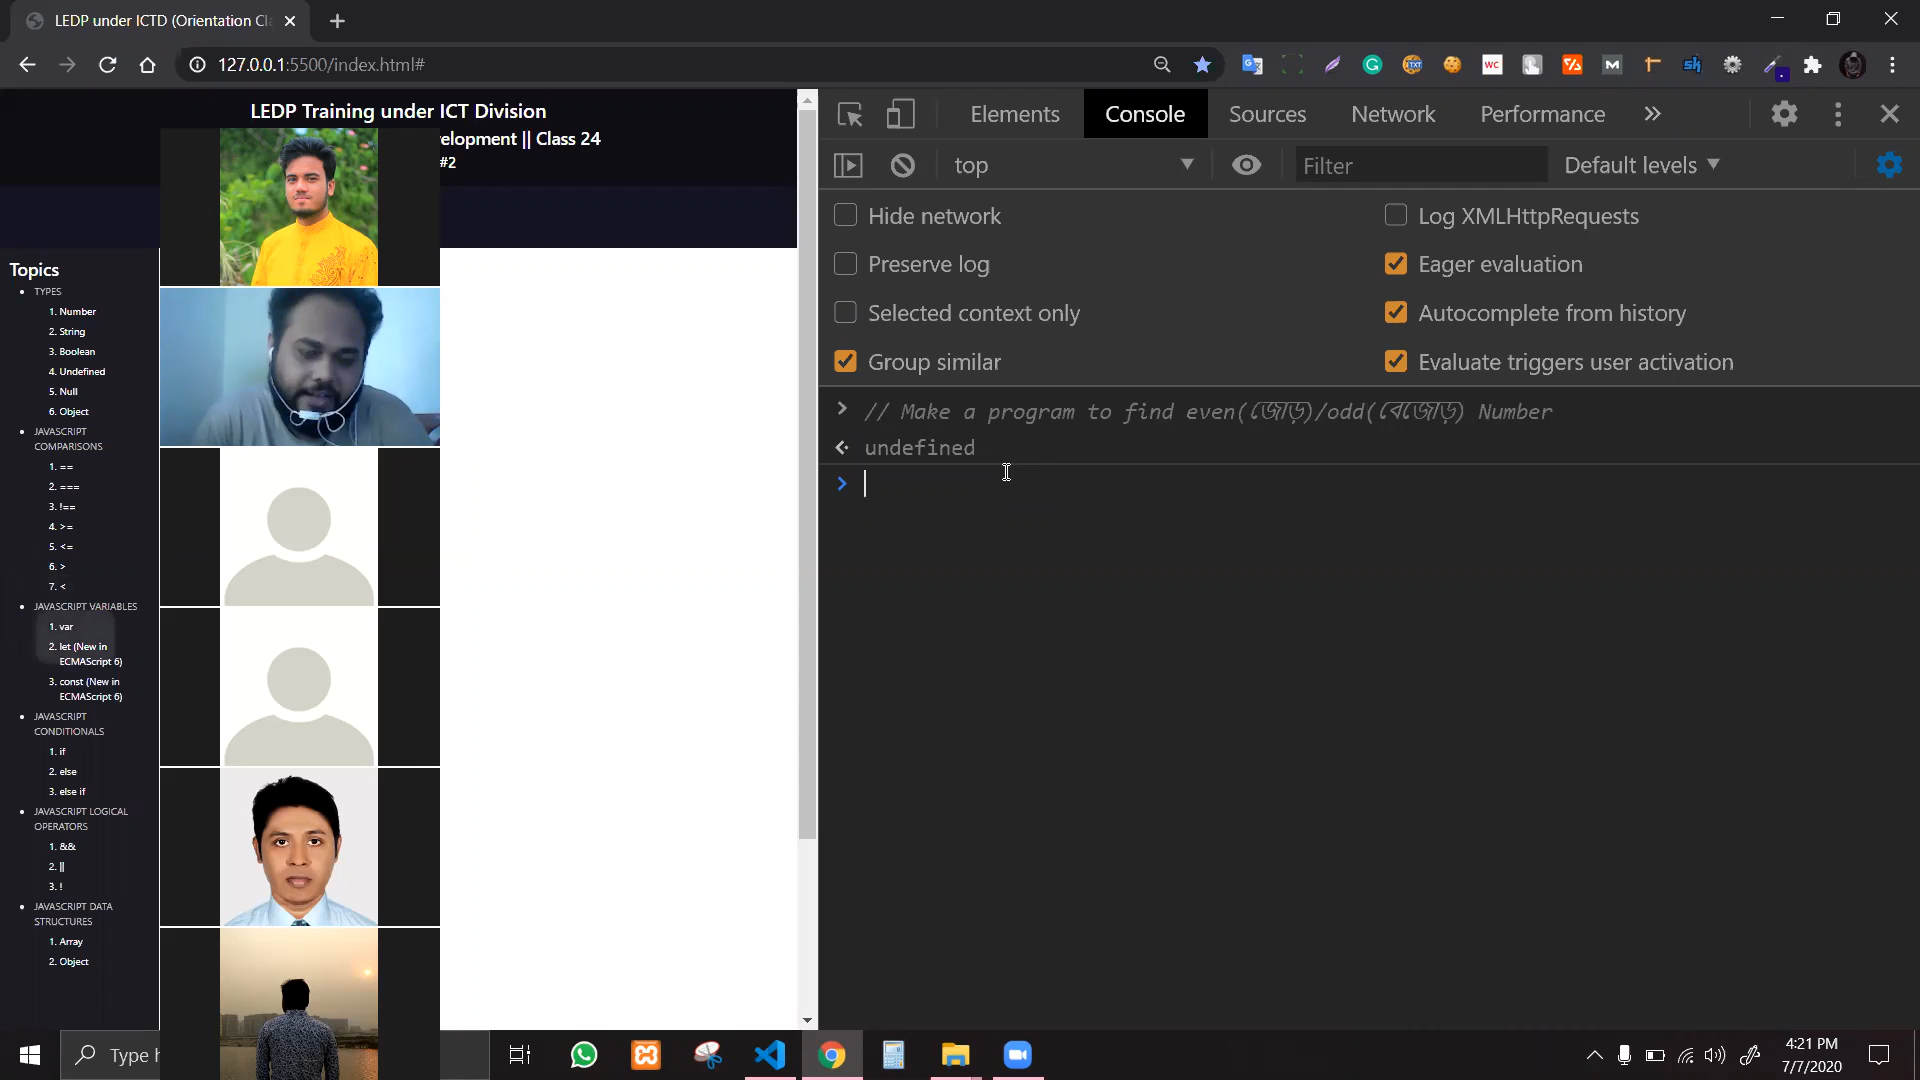 LEDP under ICTD (Orientation Cl
127.0.0.1:5500/index.html#
LEDP Training under ICT Division
elopment || Class 24
#2
Topics
TYPES
1. Number
2. String
3. Boolean
4. Undefined
5. Null
6. Object
JAVASCRIPT
COMPARISONS
1. ==
2. ===
3. !==
4. >=
5. <=
6. >
7. <
JAVASCRIPT VARIABLES
1. var
2. let (New in
ECMAScript 6)
3. const (New in
ECMAScript 6)
JAVASCRIPT
CONDITIONALS
1. if
2. else
3. else if
JAVASCRIPT LOGICAL
OPERATORS
1. &&
2. ||
3. !
JAVASCRIPT DATA
STRUCTURES
1. Array
2. Object
Elements Console Sources Network Performance
top Filter Default levels
Hide network Log XMLHttpRequests
Preserve log Eager evaluation
Selected context only Autocomplete from history
Group similar Evaluate triggers user activation
> // Make a program to find even(জোড়)/odd(বেজোড়) Number
undefined
>
Type h
4:21 PM
7/7/2020